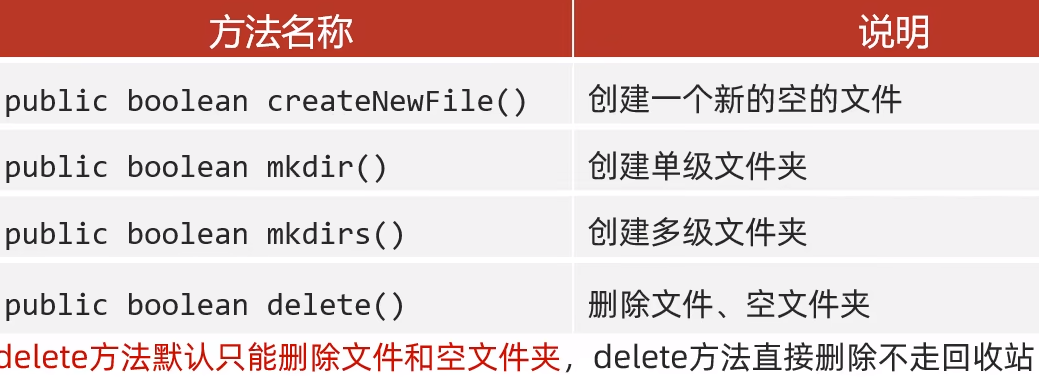 方法名称 说明
public boolean createNewFile() 创建一个新的空的文件
public boolean mkdir() 创建单级文件夹
public boolean mkdirs() 创建多级文件夹
public boolean delete() 删除文件、空文件夹
delete方法默认只能删除文件和空文件夹，delete方法直接删除不走回收站